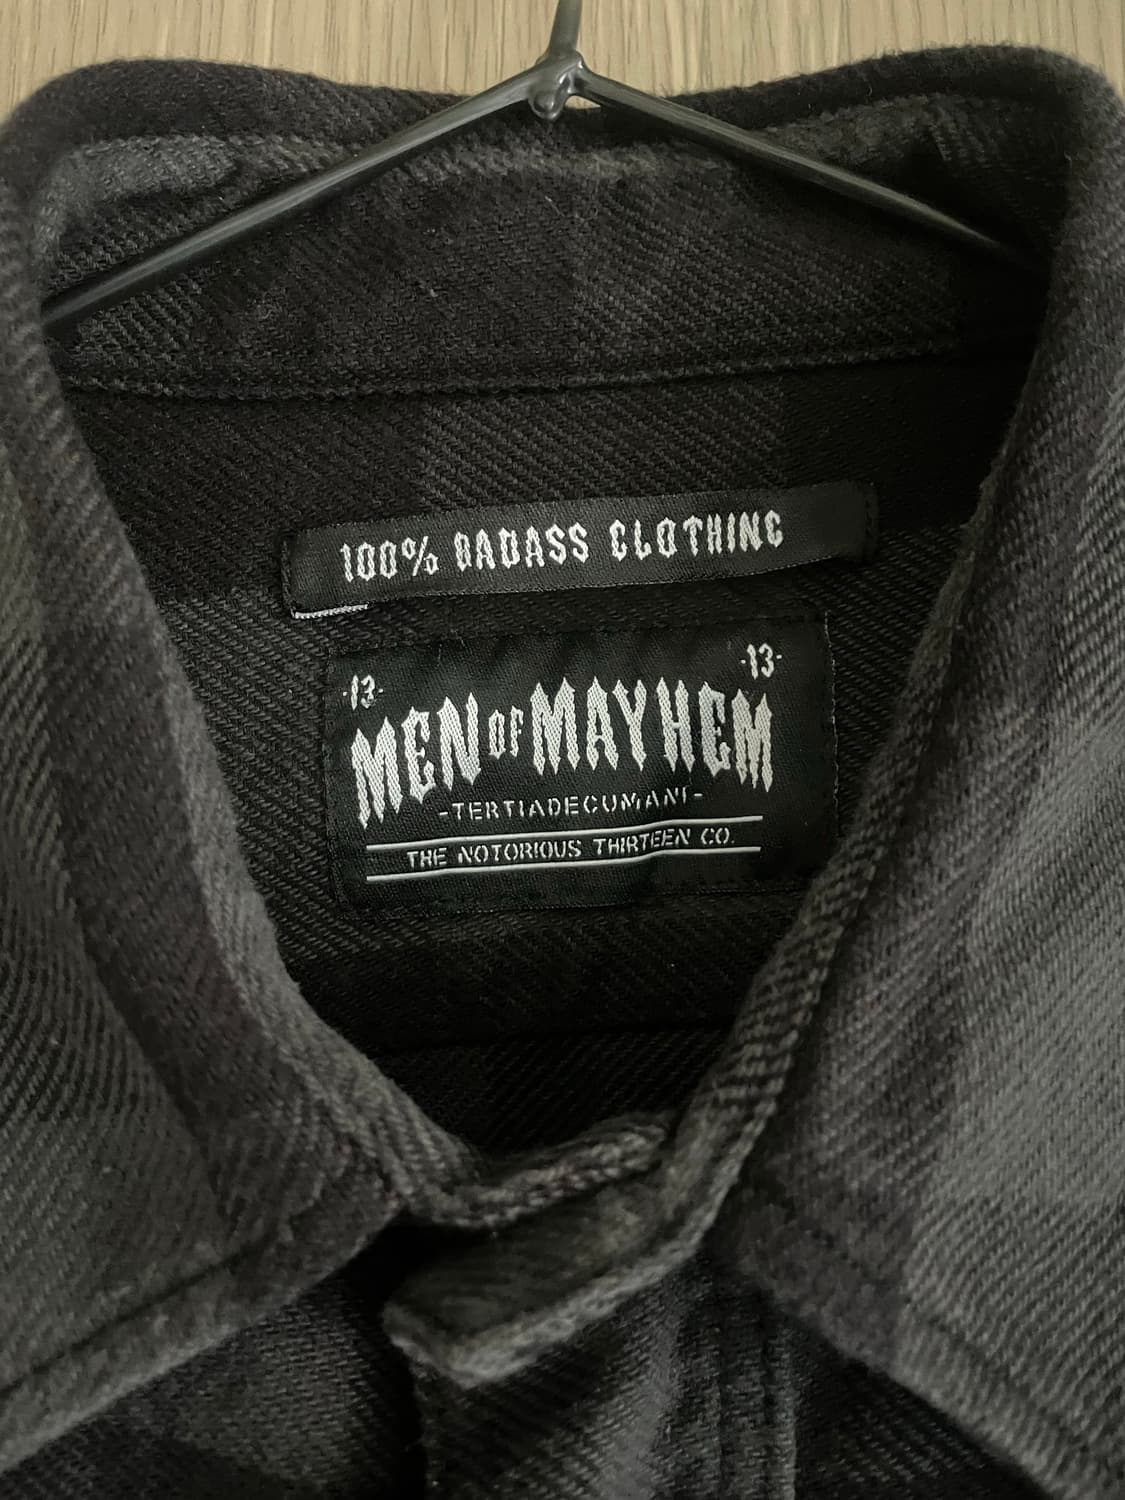 100% BADASS CLOTHING
·13· ·13·
MEN OF MAYHEM
-TERTIADECUMANI-
THE NOTORIOUS THIRTEEN CO.